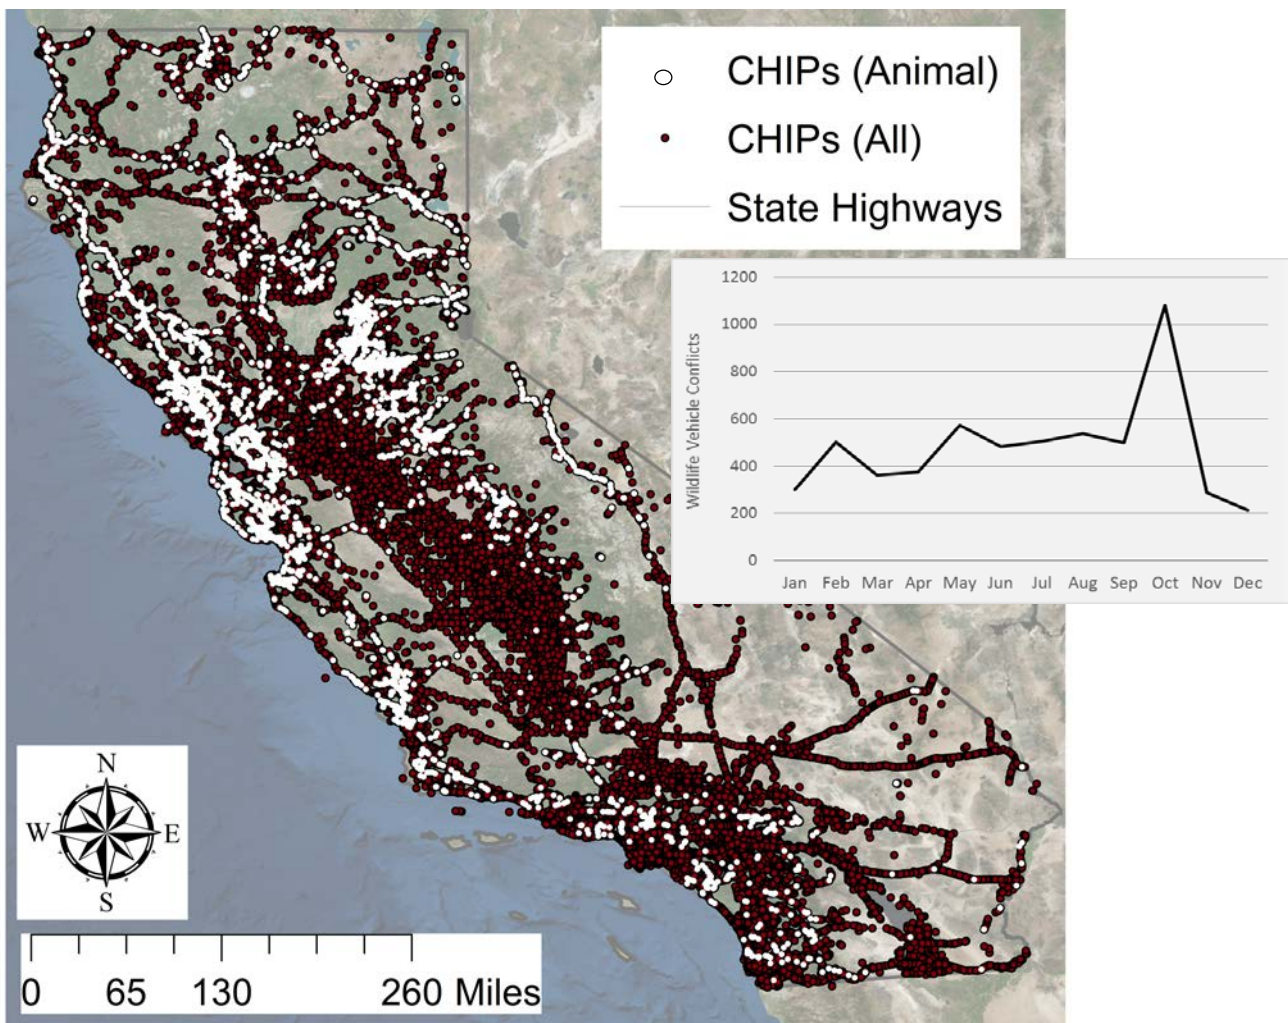 CHIPs (Animal)
CHIPs (All)
State Highways
Wildlife Vehicle Conflicts
1200
1000
800
600
400
200
0
Jan Feb Mar Apr May Jun Jul Aug Sep Oct Nov Dec
N
W E
S
0 65 130 260 Miles